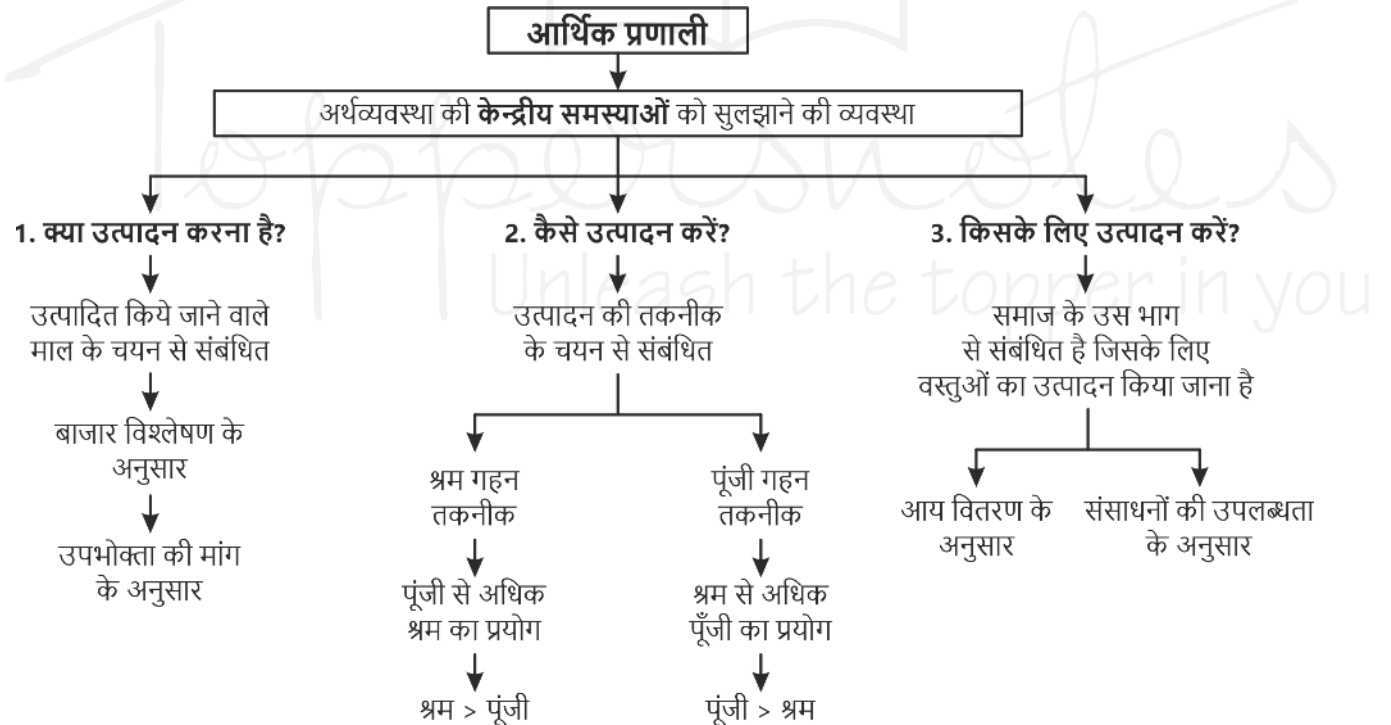 आर्थिक प्रणाली
अर्थव्यवस्था की केन्द्रीय समस्याओं को सुलझाने की व्यवस्था
1. क्या उत्पादन करना है?
उत्पादित किये जाने वाले
माल के चयन से संबंधित
बाजार विश्लेषण के
अनुसार
उपभोक्ता की मांग
के अनुसार
2. कैसे उत्पादन करें?
उत्पादन की तकनीक
के चयन से संबंधित
श्रम गहन
तकनीक
पूंजी से अधिक
श्रम का प्रयोग
श्रम > पूंजी
पूंजी गहन
तकनीक
श्रम से अधिक
पूँजी का प्रयोग
पूंजी > श्रम
3. किसके लिए उत्पादन करें?
समाज के उस भाग
से संबंधित है जिसके लिए
वस्तुओं का उत्पादन किया जाना है
आय वितरण के
अनुसार
संसाधनों की उपलब्धता
के अनुसार
Toppersnotes
Unleash the topper in you